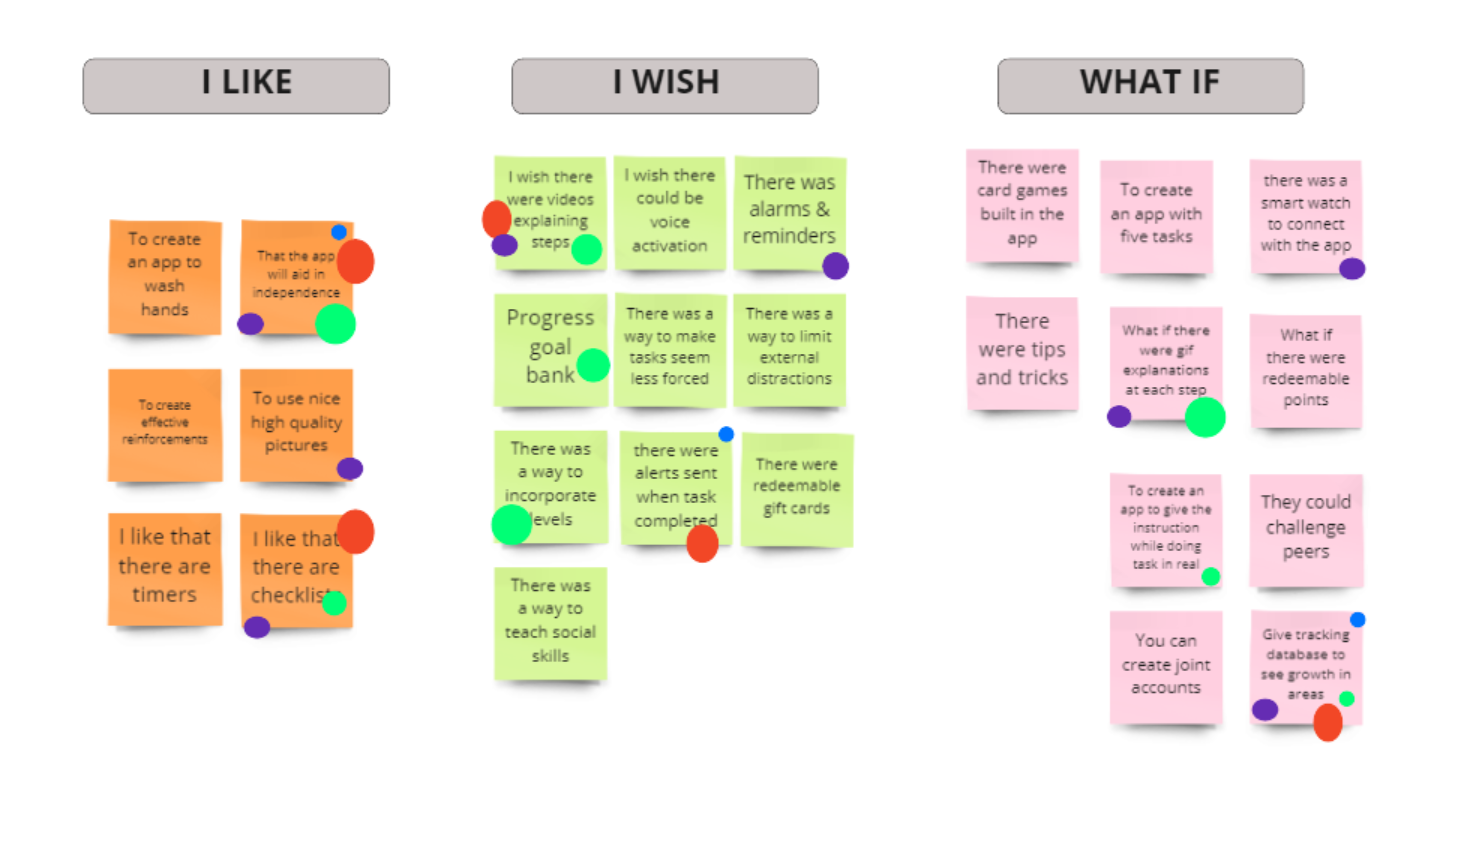 I LIKE
To create
an app to
wash
hands
That the app
will aid in
independence
To create
effective
reinforcements
To use nice
high quality
pictures
I like that
there are
timers
I like that
there are
checklists
I WISH
I wish there
were videos
explaining
steps
I wish there
could be
voice
activation
There was
alarms &
reminders
Progress
goal
bank
There was a
way to make
tasks seem
less forced
There was a
way to limit
external
distractions
There was
a way to
incorporate
levels
there were
alerts sent
when task
completed
There were
redeemable
gift cards
There was
a way to
teach social
skills
WHAT IF
There were
card games
built in the
app
To create
an app with
five tasks
there was a
smart watch
to connect
with the app
There
were tips
and tricks
What if there
were gif
explanations
at each step
What if
there were
redeemable
points
To create an
app to give the
instruction
while doing
task in real
They could
challenge
peers
You can
create joint
accounts
Give tracking
database to
see growth in
areas